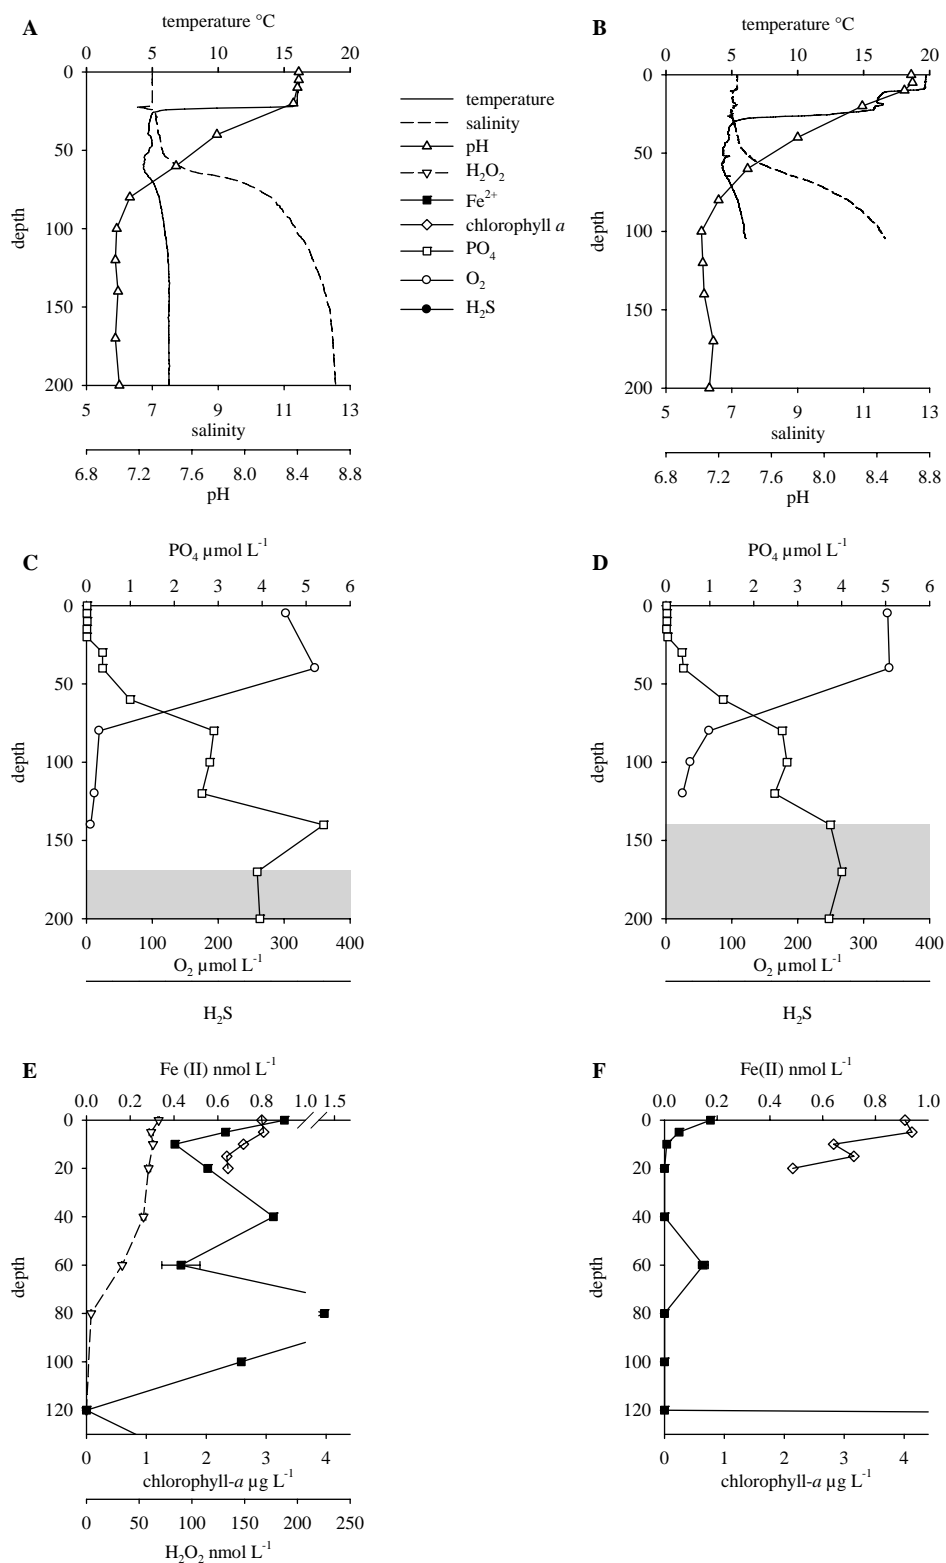 A
temperature °C
0 5 10 15 20
0
50
100
150
200
depth
5 7 9 11 13
salinity
6.8 7.2 7.6 8.0 8.4 8.8
pH
temperature
salinity
pH
H2O2
Fe2+
chlorophyll a
PO4
O2
H2S
B
temperature °C
0 5 10 15 20
0
50
100
150
200
depth
5 7 9 11 13
salinity
6.8 7.2 7.6 8.0 8.4 8.8
pH
C
PO4 µmol L-1
0 1 2 3 4 5 6
0
50
100
150
200
depth
0 100 200 300 400
O2 µmol L-1
H2S
D
PO4 µmol L-1
0 1 2 3 4 5 6
0
50
100
150
200
depth
0 100 200 300 400
O2 µmol L-1
H2S
E
Fe (II) nmol L-1
0.0 0.2 0.4 0.6 0.8 1.0 1.5
0
20
40
60
80
100
120
depth
0 1 2 3 4
chlorophyll-a µg L-1
0 50 100 150 200 250
H2O2 nmol L-1
F
Fe(II) nmol L-1
0.0 0.2 0.4 0.6 0.8 1.0
0
20
40
60
80
100
120
depth
0 1 2 3 4
chlorophyll-a µg L-1